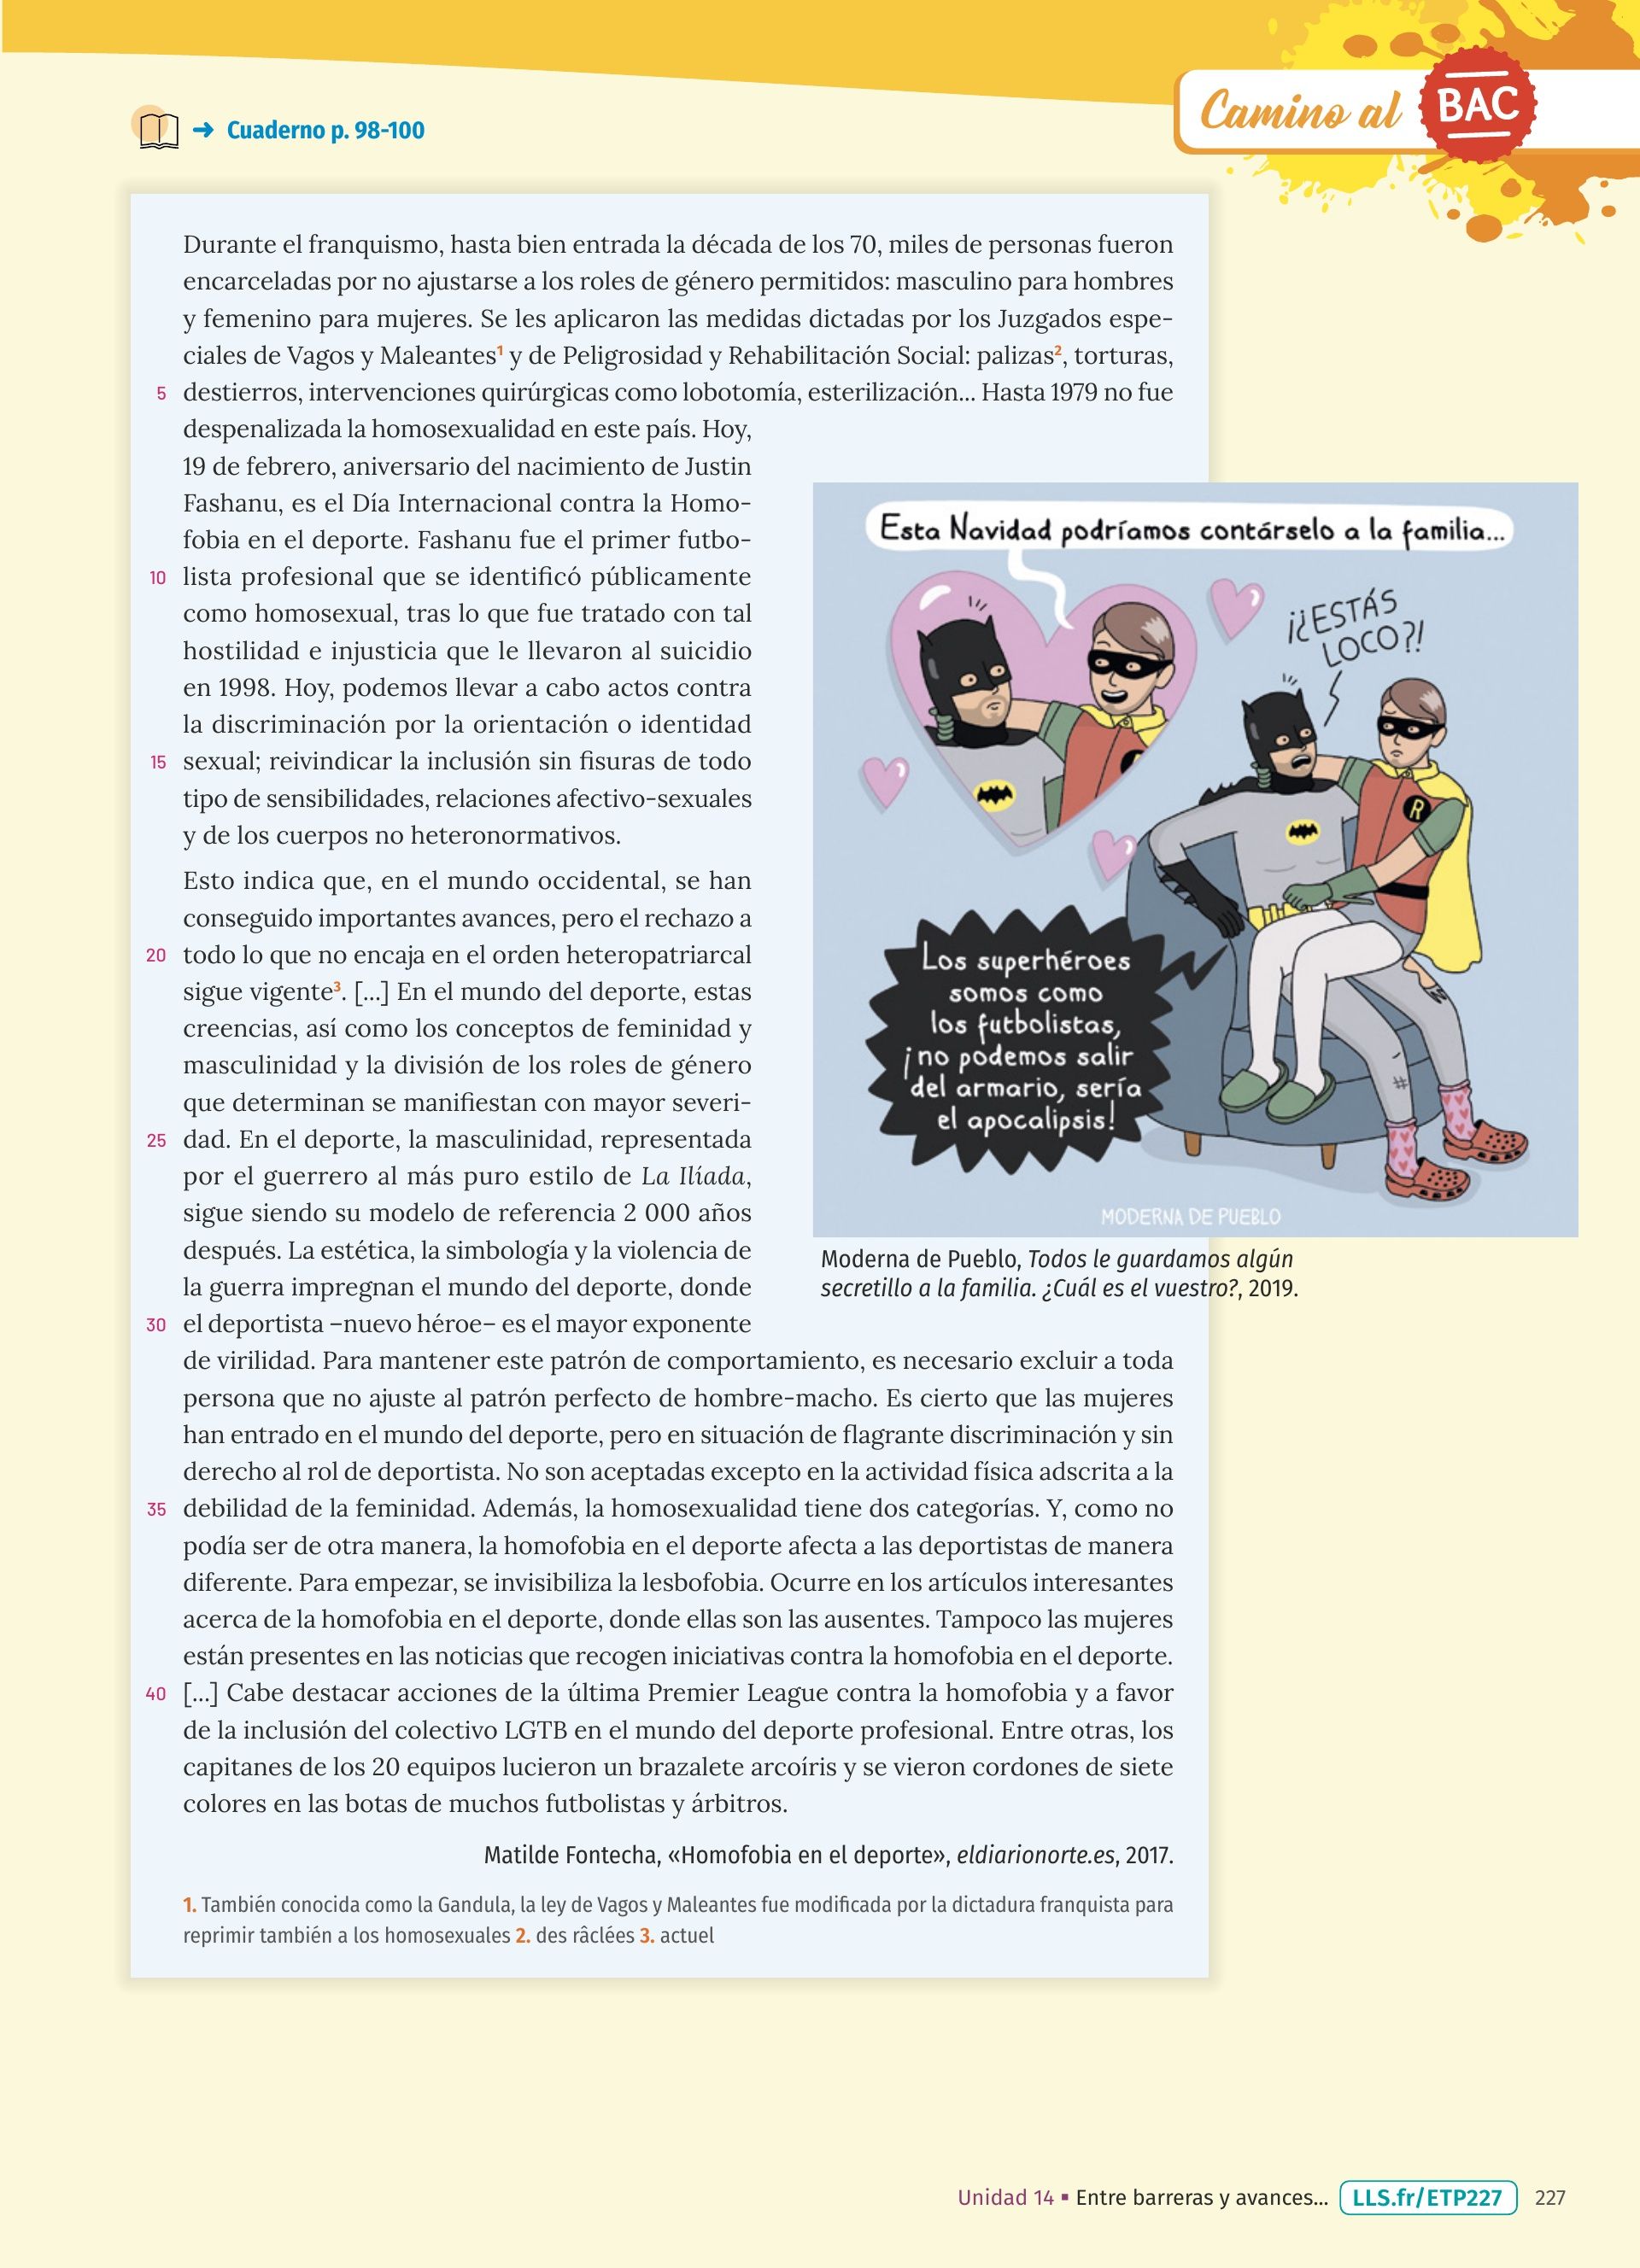 Camino al BAC
→ Cuaderno p. 98-100
Durante el franquismo, hasta bien entrada la década de los 70, miles de personas fueron
encarceladas por no ajustarse a los roles de género permitidos: masculino para hombres
y femenino para mujeres. Se les aplicaron las medidas dictadas por los Juzgados espe-
ciales de Vagos y Maleantes1 y de Peligrosidad y Rehabilitación Social: palizas2, torturas,
5 destierros, intervenciones quirúrgicas como lobotomía, esterilización... Hasta 1979 no fue
despenalizada la homosexualidad en este país. Hoy,
19 de febrero, aniversario del nacimiento de Justin
Fashanu, es el Día Internacional contra la Homo-
fobia en el deporte. Fashanu fue el primer futbo-
10 lista profesional que se identificó públicamente
como homosexual, tras lo que fue tratado con tal
hostilidad e injusticia que le llevaron al suicidio
en 1998. Hoy, podemos llevar a cabo actos contra
la discriminación por la orientación o identidad
15 sexual; reivindicar la inclusión sin fisuras de todo
tipo de sensibilidades, relaciones afectivo-sexuales
y de los cuerpos no heteronormativos.
Esto indica que, en el mundo occidental, se han
conseguido importantes avances, pero el rechazo a
20 todo lo que no encaja en el orden heteropatriarcal
sigue vigente3. [...] En el mundo del deporte, estas
creencias, así como los conceptos de feminidad y
masculinidad y la división de los roles de género
que determinan se manifiestan con mayor severi-
25 dad. En el deporte, la masculinidad, representada
por el guerrero al más puro estilo de La Ilíada,
sigue siendo su modelo de referencia 2 000 años
después. La estética, la simbología y la violencia de
la guerra impregnan el mundo del deporte, donde
30 el deportista –nuevo héroe– es el mayor exponente
de virilidad. Para mantener este patrón de comportamiento, es necesario excluir a toda
persona que no ajuste al patrón perfecto de hombre-macho. Es cierto que las mujeres
han entrado en el mundo del deporte, pero en situación de flagrante discriminación y sin
derecho al rol de deportista. No son aceptadas excepto en la actividad física adscrita a la
35 debilidad de la feminidad. Además, la homosexualidad tiene dos categorías. Y, como no
podía ser de otra manera, la homofobia en el deporte afecta a las deportistas de manera
diferente. Para empezar, se invisibiliza la lesbofobia. Ocurre en los artículos interesantes
acerca de la homofobia en el deporte, donde ellas son las ausentes. Tampoco las mujeres
están presentes en las noticias que recogen iniciativas contra la homofobia en el deporte.
40 [...] Cabe destacar acciones de la última Premier League contra la homofobia y a favor
de la inclusión del colectivo LGTB en el mundo del deporte profesional. Entre otras, los
capitanes de los 20 equipos lucieron un brazalete arcoíris y se vieron cordones de siete
colores en las botas de muchos futbolistas y árbitros.
Matilde Fontecha, «Homofobia en el deporte», eldiarionorte.es, 2017.
1. También conocida como la Gandula, la ley de Vagos y Maleantes fue modificada por la dictadura franquista para
reprimir también a los homosexuales 2. des râclées 3. actuel
Esta Navidad podríamos contárselo a la familia...
¡¿ESTÁS
LOCO?!
R
Los superhéroes
somos como
los futbolistas,
¡no podemos salir
del armario, sería
el apocalipsis!
MODERNA DE PUEBLO
Moderna de Pueblo, Todos le guardamos algún
secretillo a la familia. ¿Cuál es el vuestro?, 2019.
Unidad 14 ▪ Entre barreras y avances... LLS.fr/ETP227 227